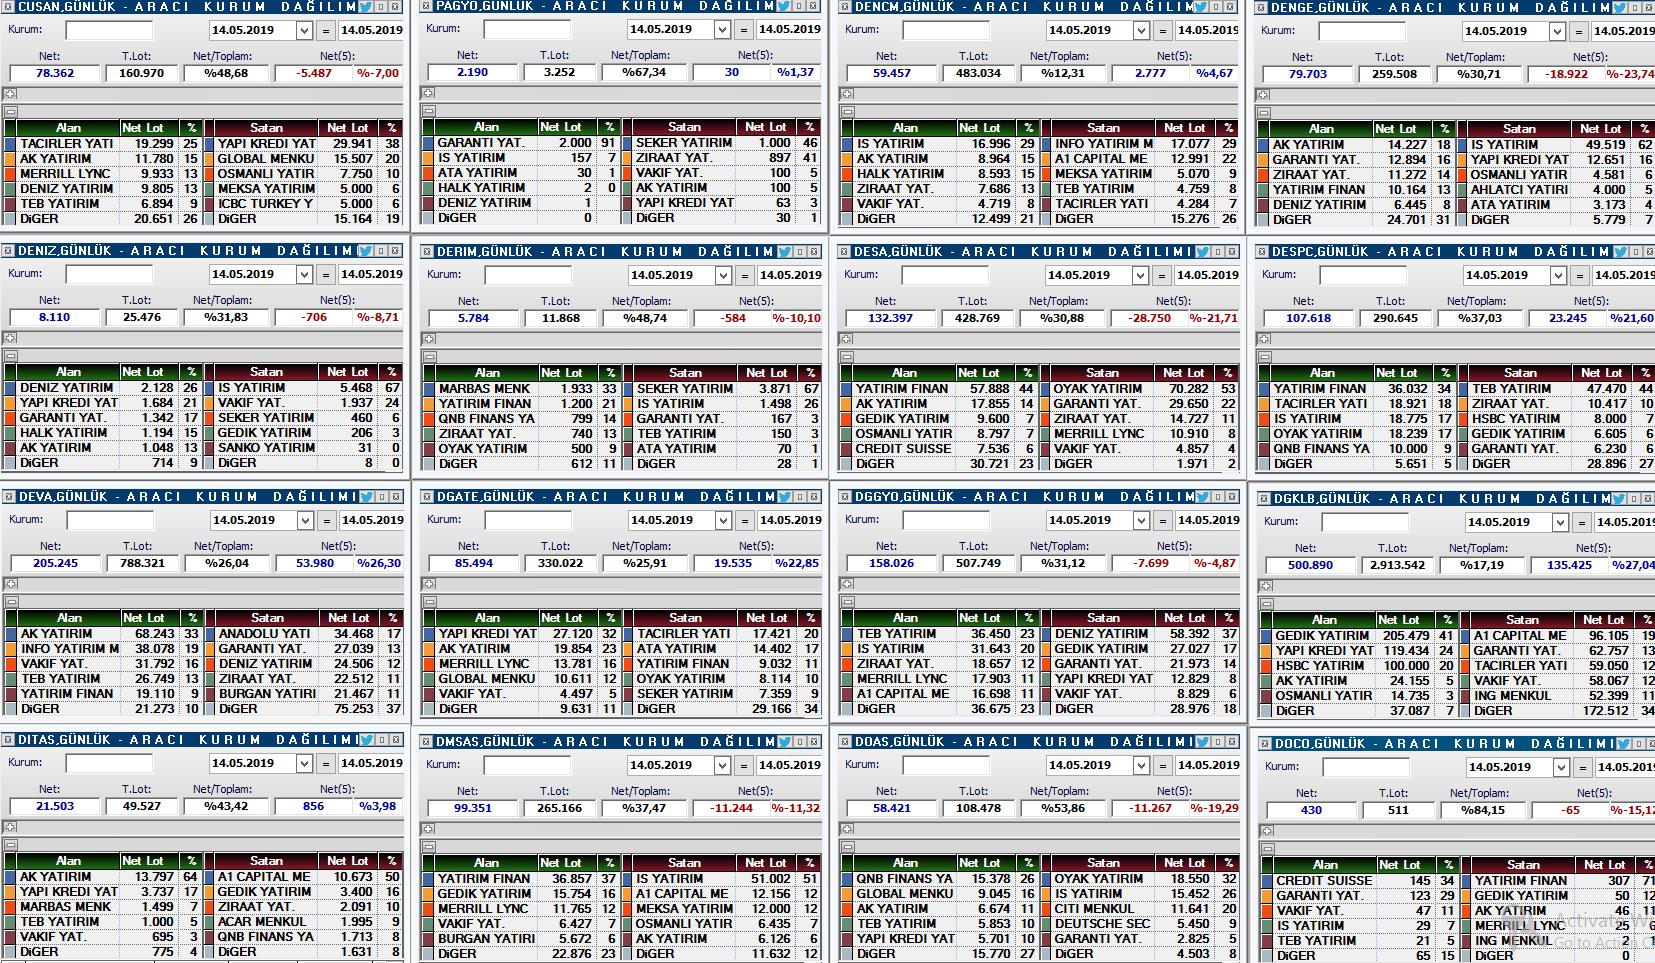 CUSAN,GÜNLÜK - ARACI KURUM DAĞILIM
Kurum: 14.05.2019 = 14.05.2019
Net: T.Lot: Net/Toplam: Net(5):
78.362 160.970 %48,68 -5.487 %-7,00
Alan Net Lot % Satan Net Lot %
TACIRLER YATI 19.299 25 YAPI KREDI YAT 29.941 38
AK YATIRIM 11.780 15 GLOBAL MENKU 15.507 20
MERRILL LYNC 9.933 13 OSMANLI YATIR 7.750 10
DENIZ YATIRIM 9.805 13 MEKSA YATIRIM 5.000 6
TEB YATIRIM 6.894 9 ICBC TURKEY Y 5.000 6
DiGER 20.651 26 DiGER 15.164 19
PAGYO,GÜNLÜK - ARACI KURUM DAĞILIM
Kurum: 14.05.2019 = 14.05.2019
Net: T.Lot: Net/Toplam: Net(5):
2.190 3.252 %67,34 30 %1,37
Alan Net Lot % Satan Net Lot %
GARANTI YAT. 2.000 91 SEKER YATIRIM 1.000 46
IS YATIRIM 157 7 ZIRAAT YAT. 897 41
ATA YATIRIM 30 1 VAKIF YAT. 100 5
HALK YATIRIM 2 0 AK YATIRIM 100 5
DENIZ YATIRIM 1 0 YAPI KREDI YAT 63 3
DiGER 0 DiGER 30 1
DENCM,GÜNLÜK - ARACI KURUM DAĞILIM
Kurum: 14.05.2019 = 14.05.2019
Net: T.Lot: Net/Toplam: Net(5):
59.457 483.034 %12,31 2.777 %4,67
Alan Net Lot % Satan Net Lot %
IS YATIRIM 16.996 29 INFO YATIRIM M 17.077 29
AK YATIRIM 8.964 15 A1 CAPITAL ME 12.991 22
HALK YATIRIM 8.593 15 MEKSA YATIRIM 5.070 9
ZIRAAT YAT. 7.686 13 TEB YATIRIM 4.759 8
VAKIF YAT. 4.719 8 TACIRLER YATI 4.284 7
DiGER 12.499 21 DiGER 15.276 26
DENGE,GÜNLÜK - ARACI KURUM DAĞILIM
Kurum: 14.05.2019 = 14.05.2019
Net: T.Lot: Net/Toplam: Net(5):
79.703 259.508 %30,71 -18.922 %-23,74
Alan Net Lot % Satan Net Lot %
AK YATIRIM 14.227 18 IS YATIRIM 49.519 62
GARANTI YAT. 12.894 16 YAPI KREDI YAT 12.651 16
ZIRAAT YAT. 11.272 14 OSMANLI YATIR 4.581 6
YATIRIM FINAN 10.164 13 AHLATCI YATIRI 4.000 5
DENIZ YATIRIM 6.445 8 ATA YATIRIM 3.173 4
DiGER 24.701 31 DiGER 5.779 7
DENIZ,GÜNLÜK - ARACI KURUM DAĞILIM
Kurum: 14.05.2019 = 14.05.2019
Net: T.Lot: Net/Toplam: Net(5):
8.110 25.476 %31,83 -706 %-8,71
Alan Net Lot % Satan Net Lot %
DENIZ YATIRIM 2.128 26 IS YATIRIM 5.468 67
YAPI KREDI YAT 1.684 21 VAKIF YAT. 1.937 24
GARANTI YAT. 1.342 17 SEKER YATIRIM 460 6
HALK YATIRIM 1.194 15 GEDIK YATIRIM 206 3
AK YATIRIM 1.048 13 SANKO YATIRIM 31 0
DiGER 714 9 DiGER 8 0
DERIM,GÜNLÜK - ARACI KURUM DAĞILIM
Kurum: 14.05.2019 = 14.05.2019
Net: T.Lot: Net/Toplam: Net(5):
5.784 11.868 %48,74 -584 %-10,10
Alan Net Lot % Satan Net Lot %
MARBAS MENK 1.933 33 SEKER YATIRIM 3.871 67
YATIRIM FINAN 1.200 21 IS YATIRIM 1.498 26
QNB FINANS YA 799 14 GARANTI YAT. 167 3
ZIRAAT YAT. 740 13 TEB YATIRIM 150 3
OYAK YATIRIM 500 9 ATA YATIRIM 70 1
DiGER 612 11 DiGER 28 1
DESA,GÜNLÜK - ARACI KURUM DAĞILIM
Kurum: 14.05.2019 = 14.05.2019
Net: T.Lot: Net/Toplam: Net(5):
132.397 428.769 %30,88 -28.750 %-21,71
Alan Net Lot % Satan Net Lot %
YATIRIM FINAN 57.888 44 OYAK YATIRIM 70.282 53
AK YATIRIM 17.855 14 GARANTI YAT. 29.650 22
GEDIK YATIRIM 9.600 7 ZIRAAT YAT. 14.727 11
OSMANLI YATIR 8.797 7 MERRILL LYNC 10.910 8
CREDIT SUISSE 7.536 6 VAKIF YAT. 4.857 4
DiGER 30.721 23 DiGER 1.971 2
DESPC,GÜNLÜK - ARACI KURUM DAĞILIM
Kurum: 14.05.2019 = 14.05.2019
Net: T.Lot: Net/Toplam: Net(5):
107.618 290.645 %37,03 23.245 %21,60
Alan Net Lot % Satan Net Lot %
YATIRIM FINAN 36.032 34 TEB YATIRIM 47.470 44
TACIRLER YATI 18.921 18 ZIRAAT YAT. 10.417 10
IS YATIRIM 18.775 17 HSBC YATIRIM 8.000 7
OYAK YATIRIM 18.239 17 GEDIK YATIRIM 6.605 6
QNB FINANS YA 10.000 9 GARANTI YAT. 6.230 6
DiGER 5.651 5 DiGER 28.896 27
DEVA,GÜNLÜK - ARACI KURUM DAĞILIMI
Kurum: 14.05.2019 = 14.05.2019
Net: T.Lot: Net/Toplam: Net(5):
205.245 788.321 %26,04 53.980 %26,30
Alan Net Lot % Satan Net Lot %
AK YATIRIM 68.243 33 ANADOLU YATI 34.468 17
INFO YATIRIM M 38.078 19 GARANTI YAT. 27.039 13
VAKIF YAT. 31.792 16 DENIZ YATIRIM 24.506 12
TEB YATIRIM 26.749 13 ZIRAAT YAT. 22.512 11
YATIRIM FINAN 19.110 9 BURGAN YATIRI 21.467 11
DiGER 21.273 10 DiGER 75.253 37
DGATE,GÜNLÜK - ARACI KURUM DAĞILIM
Kurum: 14.05.2019 = 14.05.2019
Net: T.Lot: Net/Toplam: Net(5):
85.494 330.022 %25,91 19.535 %22,85
Alan Net Lot % Satan Net Lot %
YAPI KREDI YAT 27.120 32 TACIRLER YATI 17.421 20
AK YATIRIM 19.854 23 ATA YATIRIM 14.402 17
MERRILL LYNC 13.781 16 YATIRIM FINAN 9.032 11
GLOBAL MENKU 10.611 12 OYAK YATIRIM 8.114 10
VAKIF YAT. 4.497 5 SEKER YATIRIM 7.359 9
DiGER 9.631 11 DiGER 29.166 34
DGGYO,GÜNLÜK - ARACI KURUM DAĞILIM
Kurum: 14.05.2019 = 14.05.2019
Net: T.Lot: Net/Toplam: Net(5):
158.026 507.749 %31,12 -7.699 %-4,87
Alan Net Lot % Satan Net Lot %
TEB YATIRIM 36.450 23 DENIZ YATIRIM 58.392 37
IS YATIRIM 31.643 20 GEDIK YATIRIM 27.027 17
ZIRAAT YAT. 18.657 12 GARANTI YAT. 21.973 14
MERRILL LYNC 17.903 11 YAPI KREDI YAT 12.829 8
A1 CAPITAL ME 16.698 11 VAKIF YAT. 8.829 6
DiGER 36.675 23 DiGER 28.976 18
DGKLB,GÜNLÜK - ARACI KURUM DAĞILIM
Kurum: 14.05.2019 = 14.05.2019
Net: T.Lot: Net/Toplam: Net(5):
500.890 2.913.542 %17,19 135.425 %27,04
Alan Net Lot % Satan Net Lot %
GEDIK YATIRIM 205.479 41 A1 CAPITAL ME 96.105 19
YAPI KREDI YAT 119.434 24 GARANTI YAT. 62.757 13
HSBC YATIRIM 100.000 20 TACIRLER YATI 59.050 12
AK YATIRIM 24.155 5 VAKIF YAT. 58.067 12
OSMANLI YATIR 14.735 3 ING MENKUL 52.399 11
DiGER 37.087 7 DiGER 172.512 34
DITAS,GÜNLÜK - ARACI KURUM DAĞILIM
Kurum: 14.05.2019 = 14.05.2019
Net: T.Lot: Net/Toplam: Net(5):
21.503 49.527 %43,42 856 %3,98
Alan Net Lot % Satan Net Lot %
AK YATIRIM 13.797 64 A1 CAPITAL ME 10.673 50
YAPI KREDI YAT 3.737 17 GEDIK YATIRIM 3.400 16
MARBAS MENK 1.499 7 ZIRAAT YAT. 2.091 10
TEB YATIRIM 1.000 5 ACAR MENKUL 1.995 9
VAKIF YAT. 695 3 QNB FINANS YA 1.713 8
DiGER 775 4 DiGER 1.631 8
DMSAS,GÜNLÜK - ARACI KURUM DAĞILIM
Kurum: 14.05.2019 = 14.05.2019
Net: T.Lot: Net/Toplam: Net(5):
99.351 265.166 %37,47 -11.244 %-11,32
Alan Net Lot % Satan Net Lot %
YATIRIM FINAN 36.857 37 IS YATIRIM 51.002 51
GEDIK YATIRIM 15.754 16 A1 CAPITAL ME 12.156 12
MERRILL LYNC 11.765 12 MEKSA YATIRIM 12.000 12
VAKIF YAT. 6.427 7 OSMANLI YATIR 6.435 7
BURGAN YATIRI 5.672 6 AK YATIRIM 6.126 6
DiGER 22.876 23 DiGER 11.632 12
DOAS,GÜNLÜK - ARACI KURUM DAĞILIMI
Kurum: 14.05.2019 = 14.05.2019
Net: T.Lot: Net/Toplam: Net(5):
58.421 108.478 %53,86 -11.267 %-19,29
Alan Net Lot % Satan Net Lot %
QNB FINANS YA 15.378 26 OYAK YATIRIM 18.550 32
GLOBAL MENKU 9.045 16 IS YATIRIM 15.452 26
AK YATIRIM 6.674 11 CITI MENKUL 11.641 20
TEB YATIRIM 5.853 10 DEUTSCHE SEC 5.450 9
YAPI KREDI YAT 5.701 10 GARANTI YAT. 2.825 5
DiGER 15.770 27 DiGER 4.503 8
DOCO,GÜNLÜK - ARACI KURUM DAĞILIMI
Kurum: 14.05.2019 = 14.05.2019
Net: T.Lot: Net/Toplam: Net(5):
430 511 %84,15 -65 %-15,12
Alan Net Lot % Satan Net Lot %
CREDIT SUISSE 145 34 YATIRIM FINAN 307 71
GARANTI YAT. 123 29 GEDIK YATIRIM 50 12
VAKIF YAT. 47 11 AK YATIRIM 46 11
IS YATIRIM 29 7 MERRILL LYNC 25 6
TEB YATIRIM 21 5 ING MENKUL 2
DiGER 65 15 DiGER 0
Activate W
Go to Action C